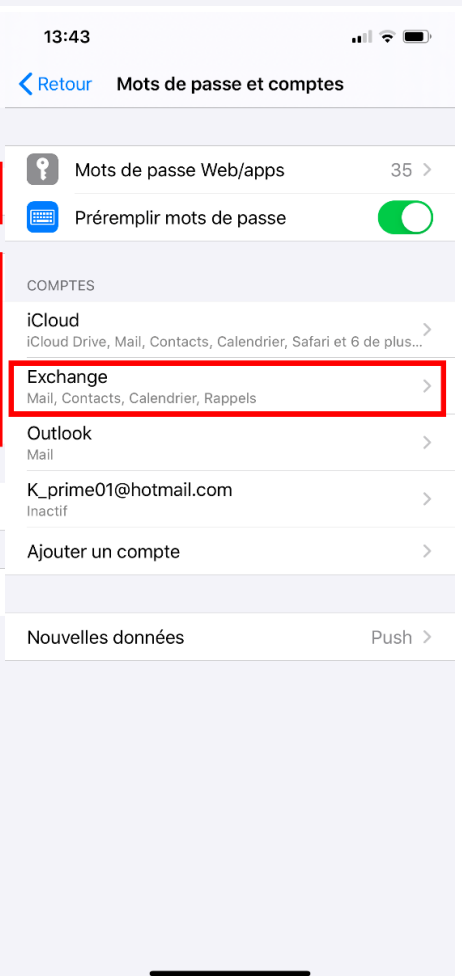 13:43
Retour Mots de passe et comptes
Mots de passe Web/apps 35
Préremplir mots de passe
COMPTES
iCloud
iCloud Drive, Mail, Contacts, Calendrier, Safari et 6 de plus...
Exchange
Mail, Contacts, Calendrier, Rappels
Outlook
Mail
K_prime01@hotmail.com
Inactif
Ajouter un compte
Nouvelles données Push